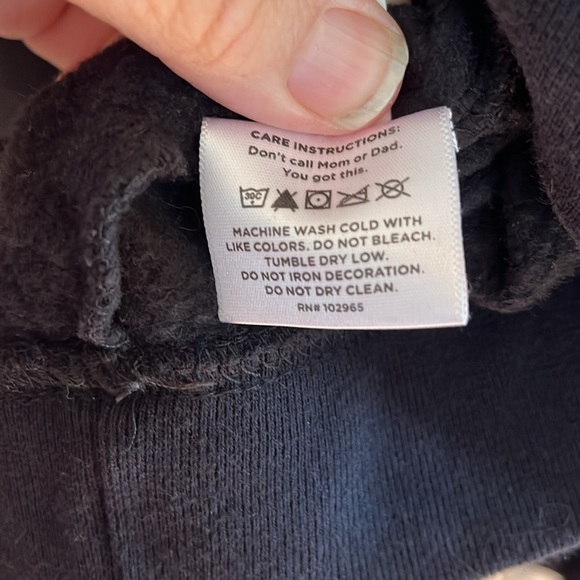 CARE INSTRUCTIONS:
Don't call Mom or Dad.
You got this.
30C
MACHINE WASH COLD WITH
LIKE COLORS. DO NOT BLEACH.
TUMBLE DRY LOW.
DO NOT IRON DECORATION.
DO NOT DRY CLEAN.
RN# 102965